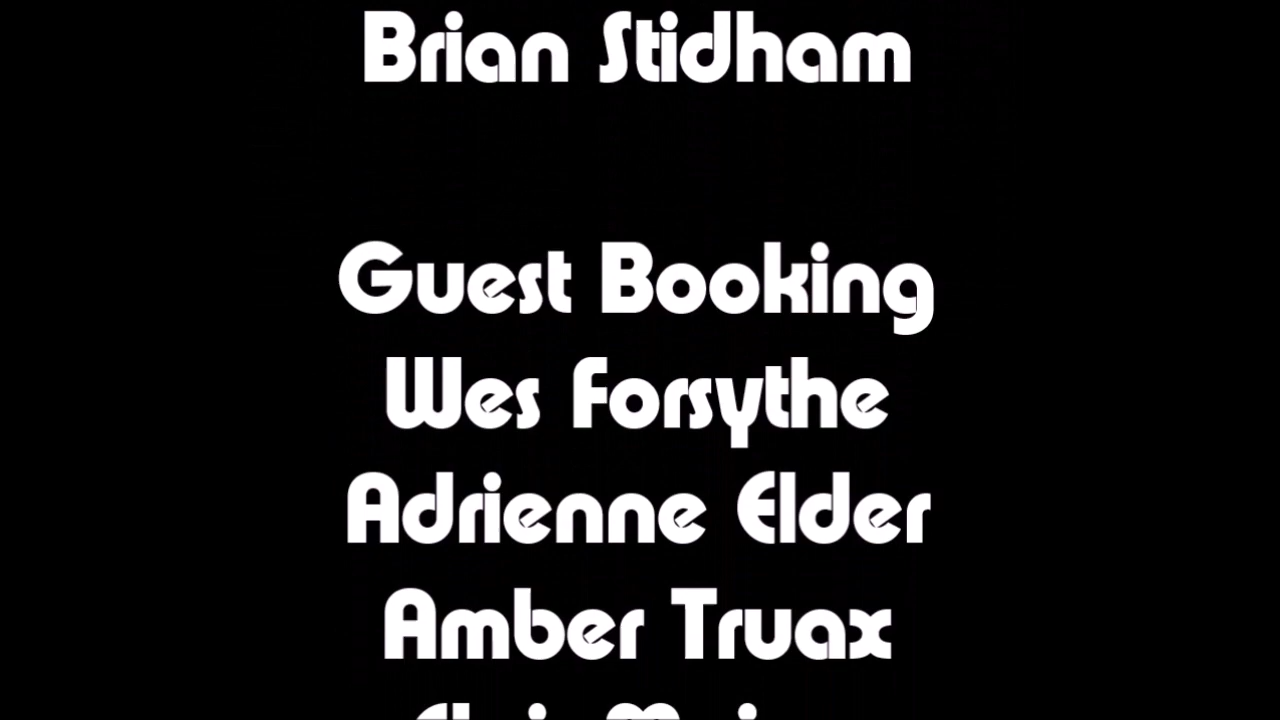 Brian Stidham
Guest Booking
Wes Forsythe
Adrienne Elder
Amber Truax